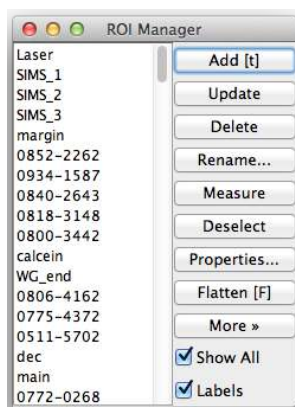 ROI Manager
Laser
SIMS_1
SIMS_2
SIMS_3
margin
0852-2262
0934-1587
0840-2643
0818-3148
0800-3442
calcein
WG_end
0806-4162
0775-4372
0511-5702
dec
main
0772-0268
Add [t]
Update
Delete
Rename...
Measure
Deselect
Properties...
Flatten [F]
More »
Show All
Labels